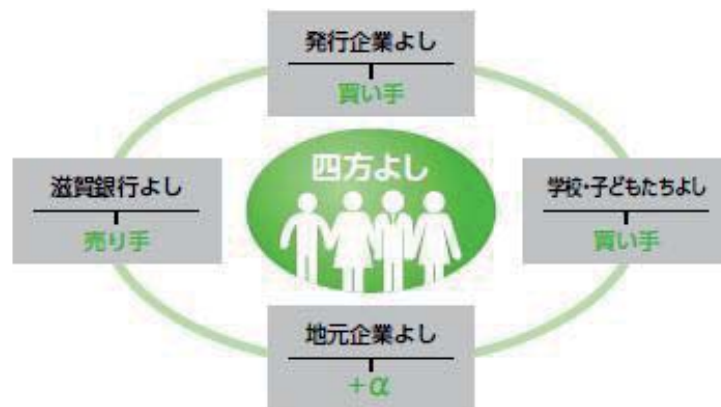 発行企業よし
買い手
四方よし
滋賀銀行よし
売り手
学校・子どもたちよし
買い手
地元企業よし
+α